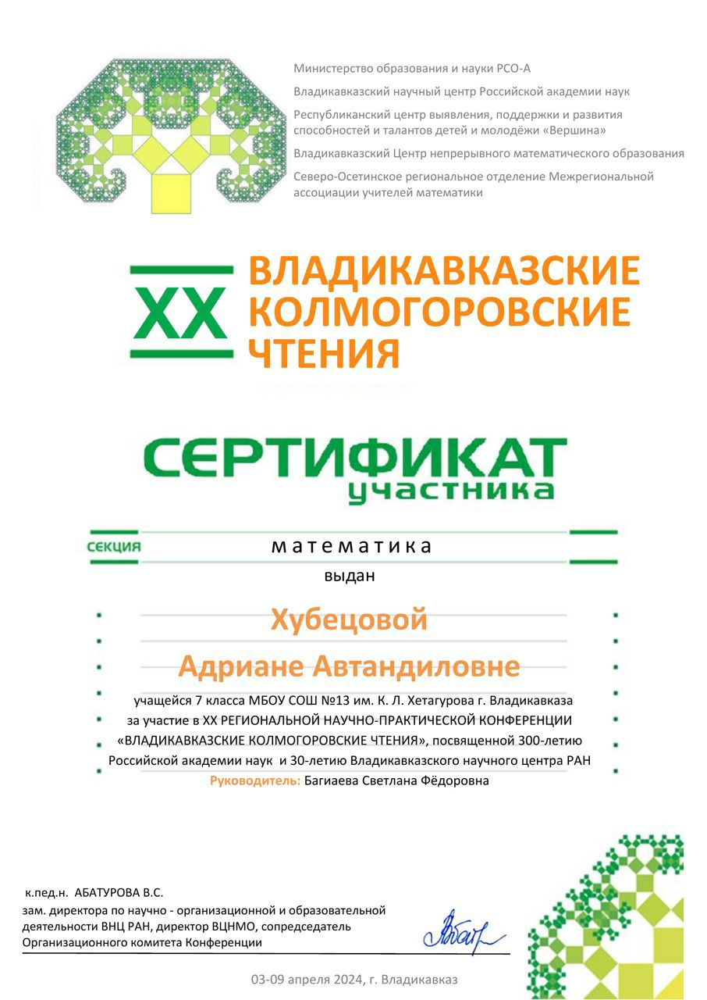 Министерство образования и науки РСО-А
Владикавказский научный центр Российской академии наук
Республиканский центр выявления, поддержки и развития
способностей и талантов детей и молодёжи «Вершина»
Владикавказский Центр непрерывного математического образования
Северо-Осетинское региональное отделение Межрегиональной
ассоциации учителей математики
XX
ВЛАДИКАВКАЗСКИЕ
КОЛМОГОРОВСКИЕ
ЧТЕНИЯ
СЕРТИФИКАТ
участника
СЕКЦИЯ математика
выдан
Хубецовой
Адриане Автандиловне
учащейся 7 класса МБОУ СОШ №13 им. К. Л. Хетагурова г. Владикавказа
за участие в XX РЕГИОНАЛЬНОЙ НАУЧНО-ПРАКТИЧЕСКОЙ КОНФЕРЕНЦИИ
«ВЛАДИКАВКАЗСКИЕ КОЛМОГОРОВСКИЕ ЧТЕНИЯ», посвященной 300-летию
Российской академии наук и 30-летию Владикавказского научного центра РАН
Руководитель: Багиаева Светлана Фёдоровна
к.пед.н. АБАТУРОВА В.С.
зам. директора по научно - организационной и образовательной
деятельности ВНЦ РАН, директор ВЦНМО, сопредседатель
Организационного комитета Конференции
03-09 апреля 2024, г. Владикавказ